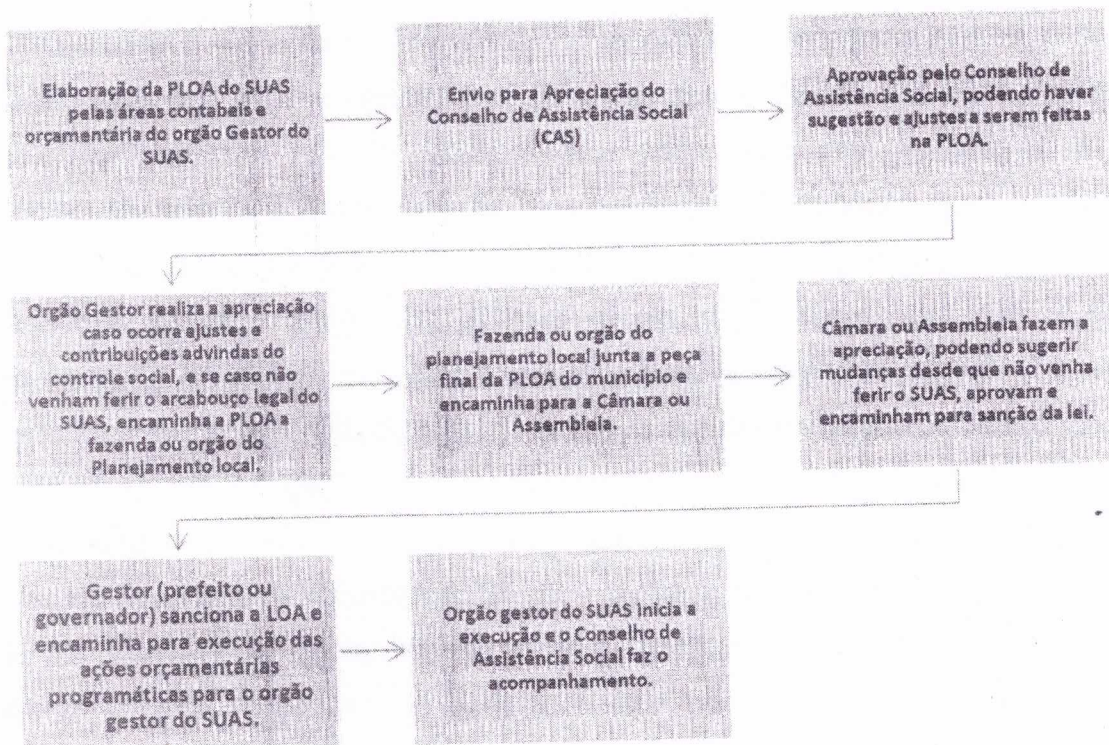 Elaboração da PLOA do SUAS
pelas áreas contabeis e
orçamentária do orgão Gestor do
SUAS.
Envio para Apreciação do
Conselho de Assistência Social
(CAS)
Aprovação pelo Conselho de
Assistência Social, podendo haver
sugestão e ajustes a serem feitas
na PLOA.
Orgão Gestor realiza a apreciação
caso ocorra ajustes e
contribuições advindas do
controle social, e se caso não
venham ferir o arcabouço legal do
SUAS, encaminha a PLOA a
fazenda ou orgão do
Planejamento local.
Fazenda ou orgão do
planejamento local junta a peça
final da PLOA do município e
encaminha para a Câmara ou
Assembleia.
Câmara ou Assembleia fazem a
apreciação, podendo sugerir
mudanças desde que não venha
ferir o SUAS, aprovam e
encaminham para sanção da lei.
Gestor (prefeito ou
governador) sanciona a LOA e
encaminha para execução das
ações orçamentárias
programáticas para o orgão
gestor do SUAS.
Orgão gestor do SUAS inicia a
execução e o Conselho de
Assistência Social faz o
acompanhamento.